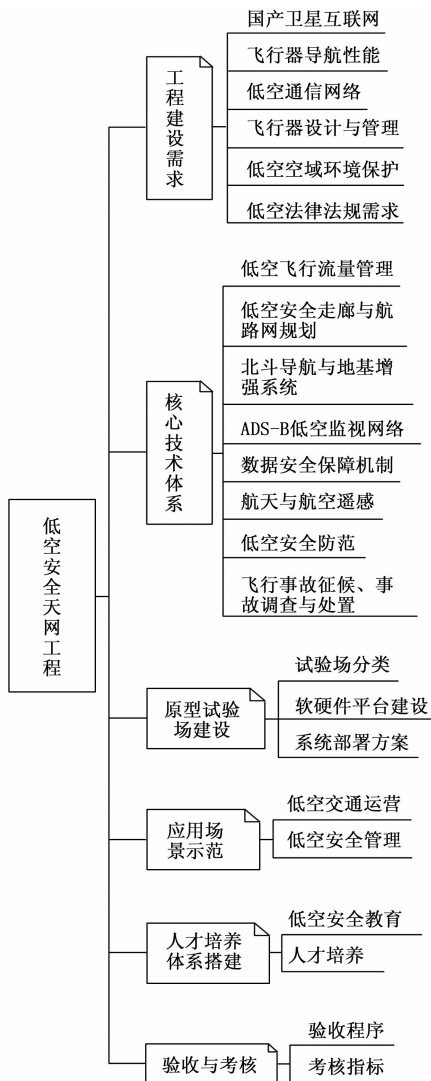 低空安全天网工程
工程建设需求
国产卫星互联网
飞行器导航性能
低空通信网络
飞行器设计与管理
低空空域环境保护
低空法律法规需求
核心技术体系
低空飞行流量管理
低空安全走廊与航
路网规划
北斗导航与地基增
强系统
ADS-B低空监视网络
数据安全保障机制
航天与航空遥感
低空安全防范
飞行事故征候、事
故调查与处置
原型试验
场建设
试验场分类
软硬件平台建设
系统部署方案
应用场
景示范
低空交通运营
低空安全管理
人才培养
体系搭建
低空安全教育
人才培养
验收与考核
验收程序
考核指标